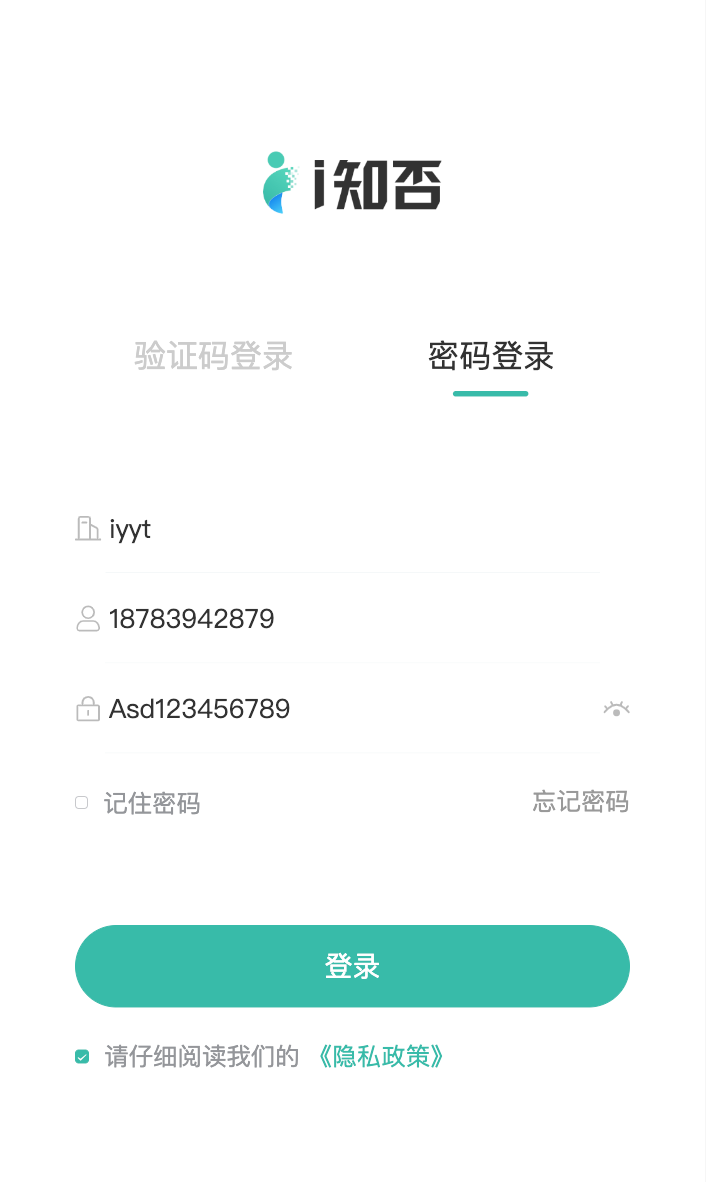 i知否
验证码登录 密码登录
iyyt
18783942879
Asd123456789
记住密码 忘记密码
登录
请仔细阅读我们的 《隐私政策》